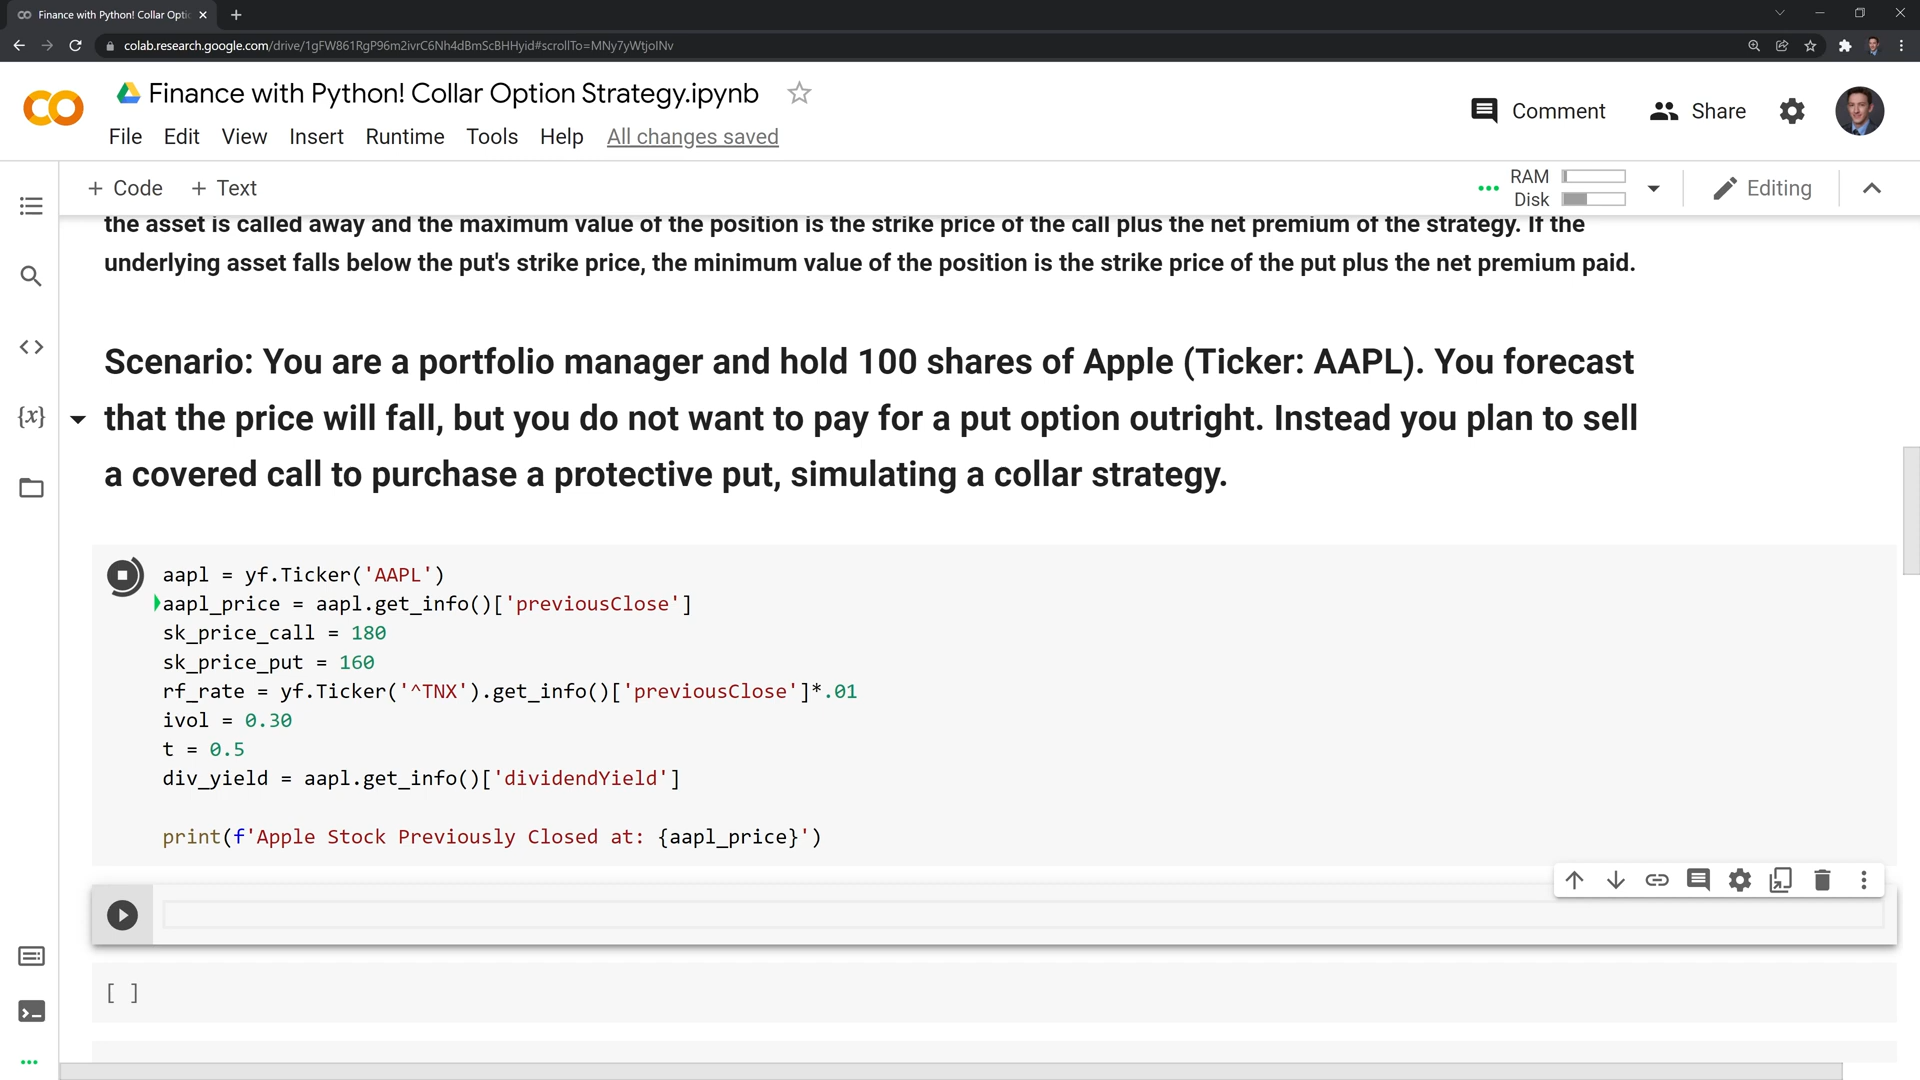 Finance with Python! Collar Optio
colab.research.google.com/drive/1gFW861RgP96m2ivrC6Nh4dBmScBHHyid#scrollTo=MNy7yWtjoINv
Finance with Python! Collar Option Strategy.ipynb
Comment
Share
File Edit View Insert Runtime Tools Help All changes saved
+ Code + Text
RAM
Disk
Editing
the asset is called away and the maximum value of the position is the strike price of the call plus the net premium of the strategy. If the
underlying asset falls below the put's strike price, the minimum value of the position is the strike price of the put plus the net premium paid.
Scenario: You are a portfolio manager and hold 100 shares of Apple (Ticker: AAPL). You forecast
that the price will fall, but you do not want to pay for a put option outright. Instead you plan to sell
a covered call to purchase a protective put, simulating a collar strategy.
aapl = yf.Ticker('AAPL')
aapl_price = aapl.get_info()['previousClose']
sk_price_call = 180
sk_price_put = 160
rf_rate = yf.Ticker('^TNX').get_info()['previousClose']*.01
ivol = 0.30
t = 0.5
div_yield = aapl.get_info()['dividendYield']
print(f'Apple Stock Previously Closed at: {aapl_price}')
[ ]